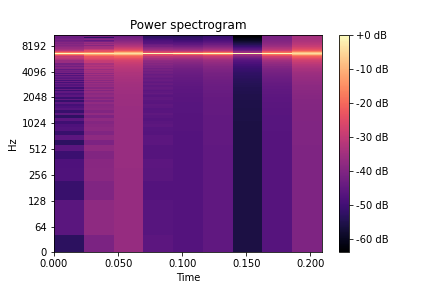 Power spectrogram
8192
4096
2048
1024
512
256
128
64
0
Hz
0.000 0.050 0.100 0.150 0.200
Time
+0 dB
-10 dB
-20 dB
-30 dB
-40 dB
-50 dB
-60 dB